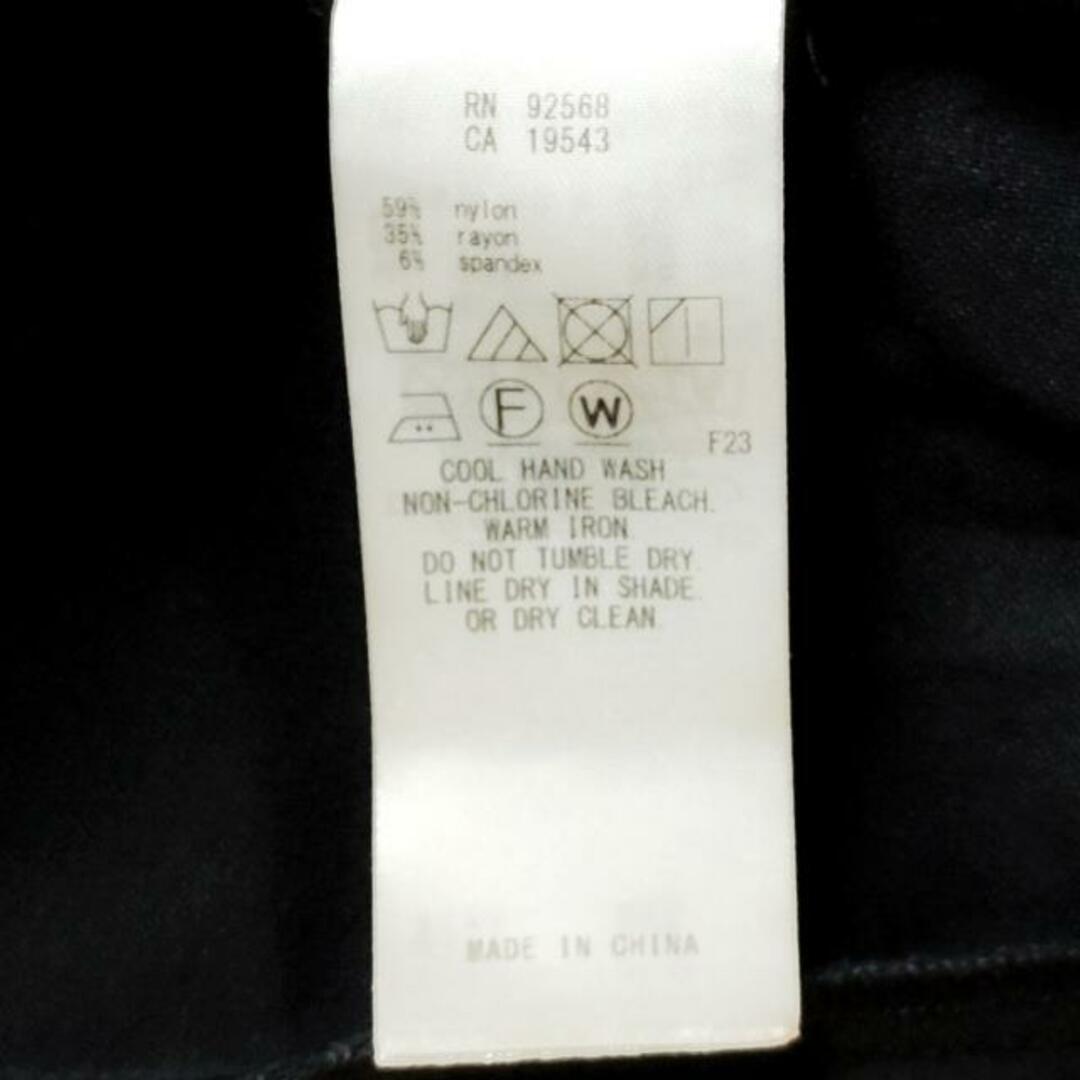 RN 92568
CA 19543
59% nylon
35% rayon
6% spandex
F W
F23
COOL HAND WASH
NON-CHLORINE BLEACH.
WARM IRON.
DO NOT TUMBLE DRY.
LINE DRY IN SHADE.
OR DRY CLEAN.
MADE IN CHINA